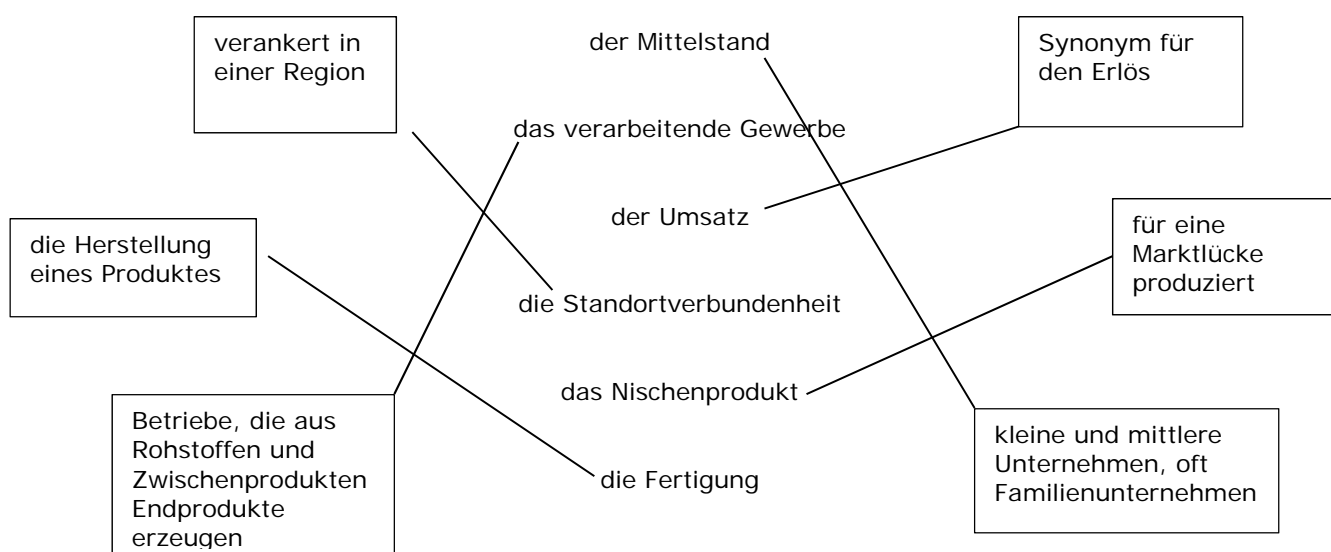 verankert in
einer Region
der Mittelstand
Synonym für
den Erlös
das verarbeitende Gewerbe
der Umsatz
die Herstellung
eines Produktes
für eine
Marktlücke
produziert
die Standortverbundenheit
das Nischenprodukt
Betriebe, die aus
Rohstoffen und
Zwischenprodukten
Endprodukte
erzeugen
die Fertigung
kleine und mittlere
Unternehmen, oft
Familienunternehmen